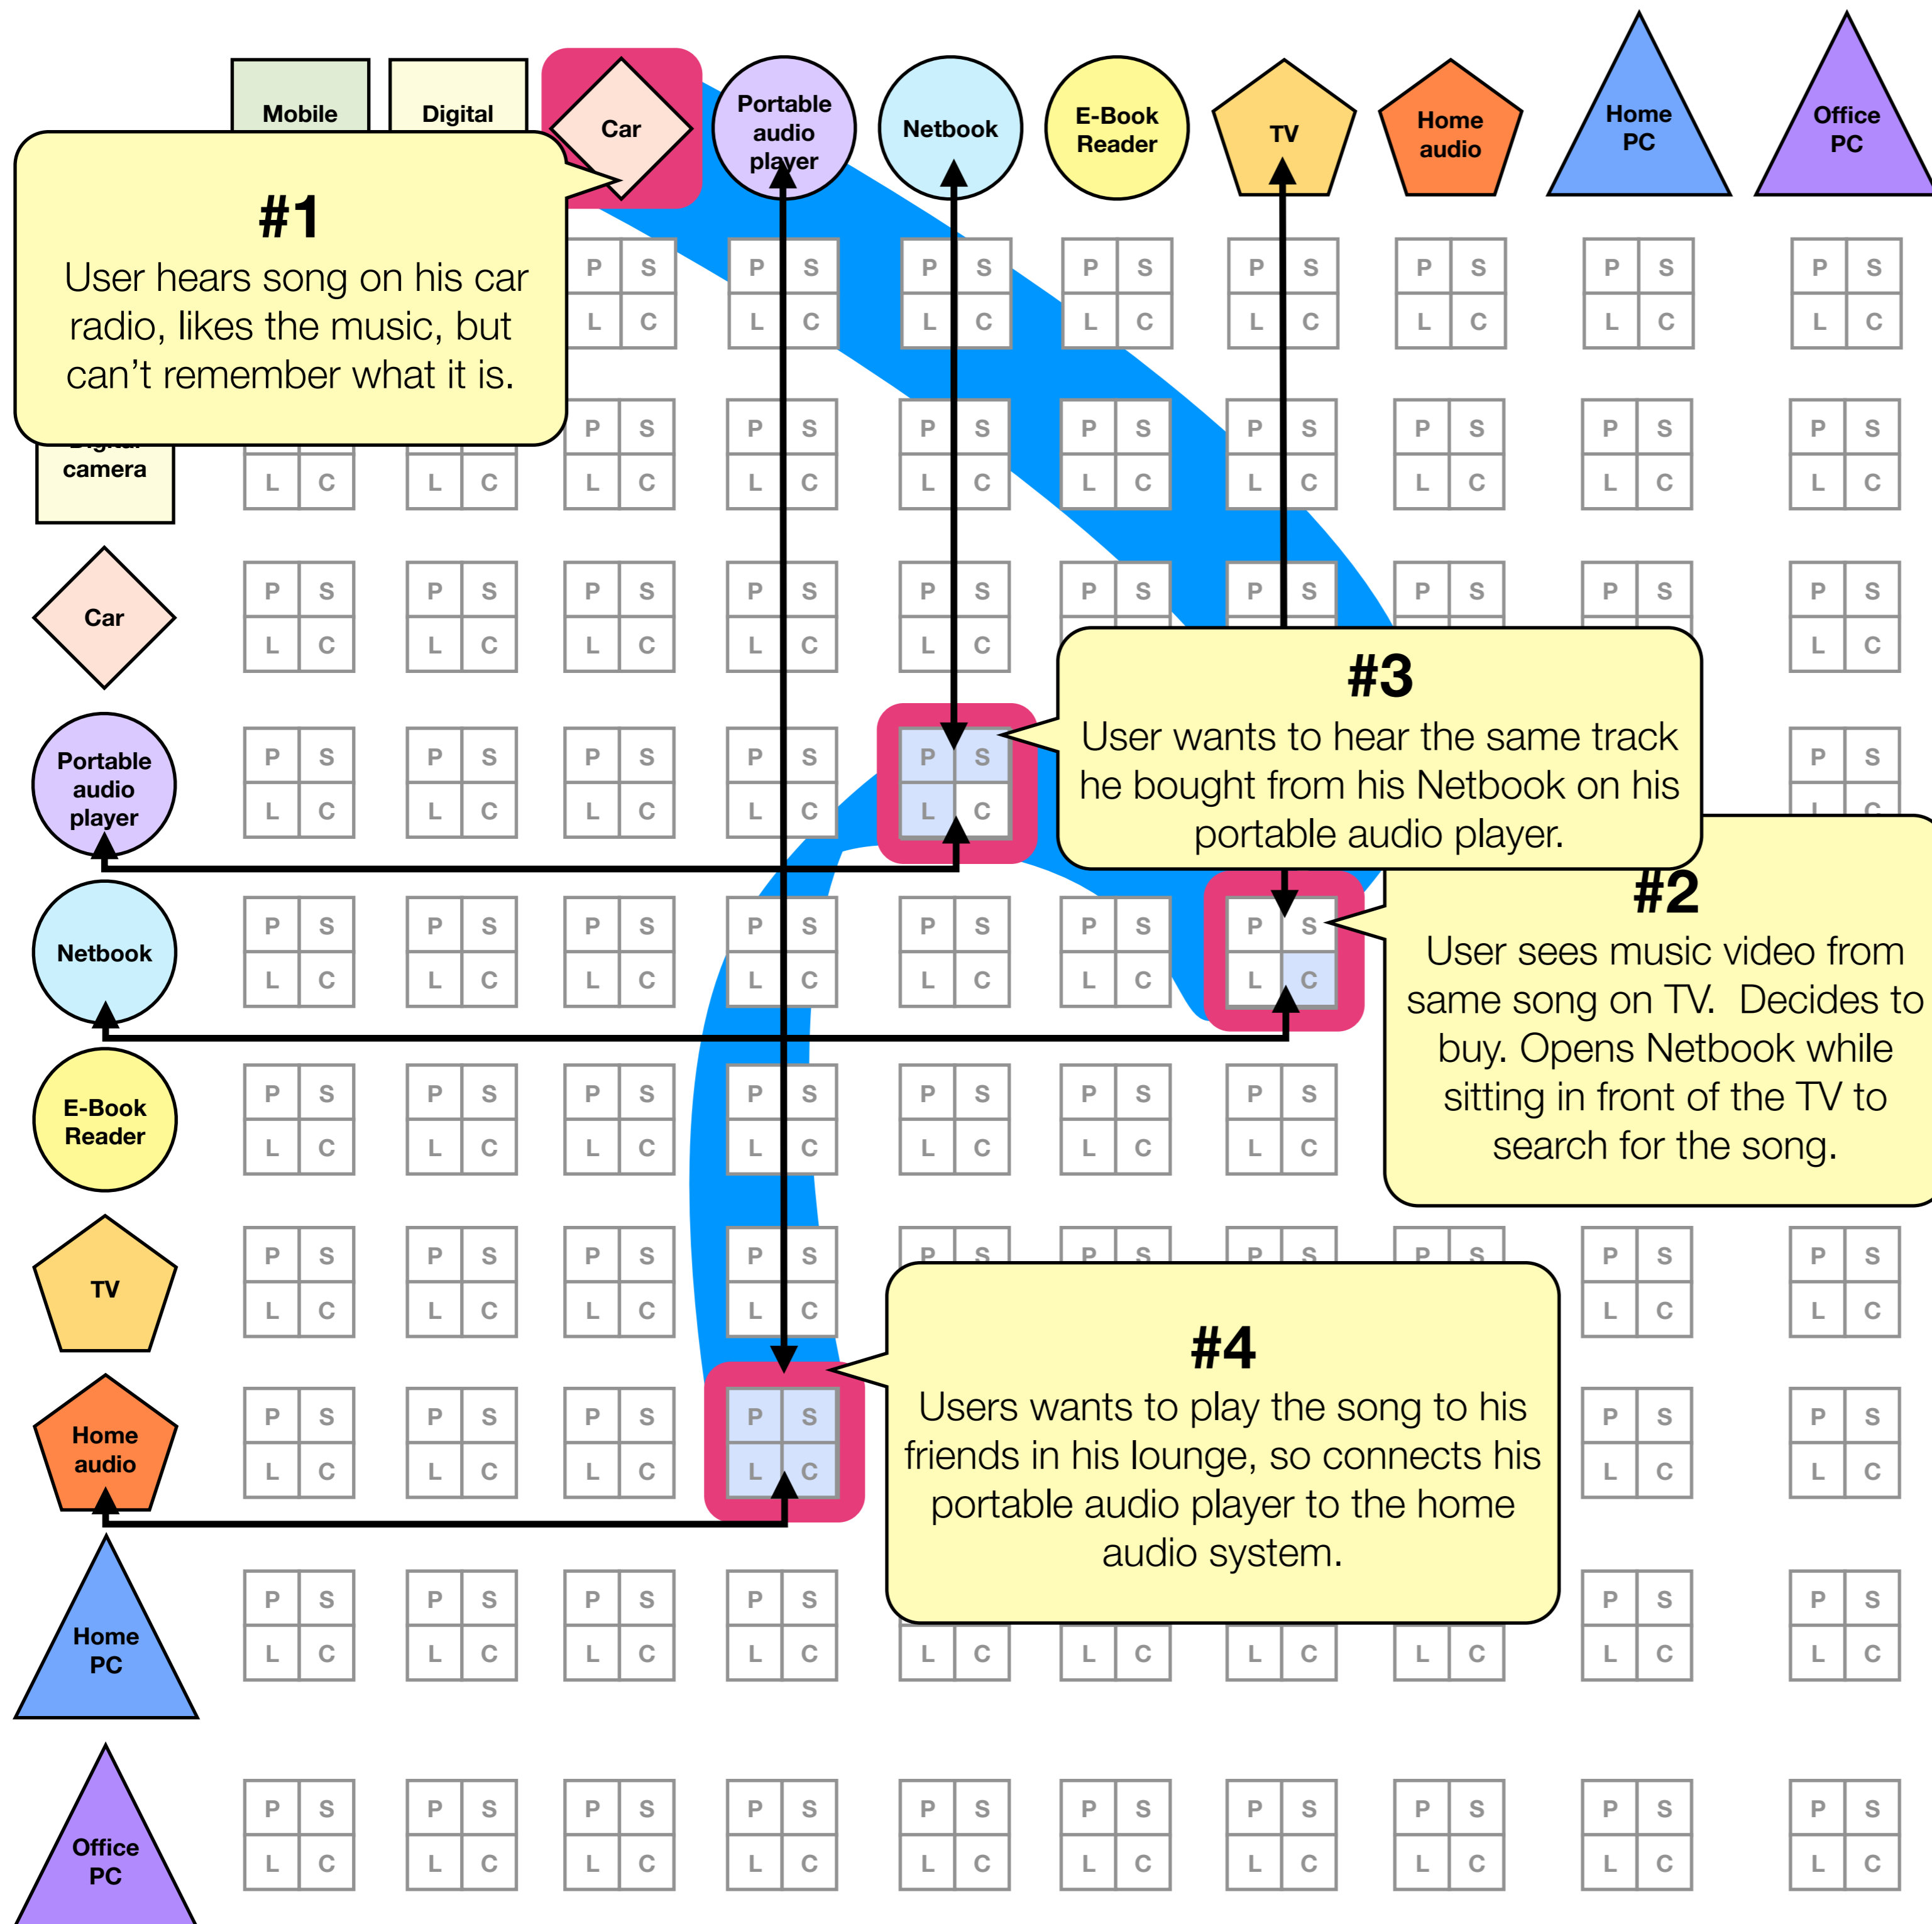 Mobile
Digital
Car
Portable
audio
player
Netbook
E-Book
Reader
TV
Home
audio
Home
PC
Office
PC
#1
User hears song on his car
radio, likes the music, but
can't remember what it is.
P S P S P S P S P S P S P S P S
L C L C L C L C L C L C L C L C
Digital
camera
P S P S P S P S P S P S P S P S
L C L C L C L C L C L C L C L C L C L C
Car
P S P S P S P S P S P S P S P S P S P S
L C L C L C L C L C L C
#3
User wants to hear the same track
he bought from his Netbook on his
portable audio player.
Portable
audio
player
P S P S P S P S P S P S
L C L C L C L C L C L C
#2
User sees music video from
same song on TV. Decides to
buy. Opens Netbook while
sitting in front of the TV to
search for the song.
Netbook
P S P S P S P S P S P S P S
L C L C L C L C L C L C L C
E-Book
Reader
P S P S P S P S P S P S P S
L C L C L C L C L C L C L C
TV
P S P S P S P S P S P S P S P S P S P S
L C L C L C L C L C L C
#4
Users wants to play the song to his
friends in his lounge, so connects his
portable audio player to the home
audio system.
Home
audio
P S P S P S P S P S P S
L C L C L C L C L C L C
Home
PC
P S P S P S P S P S P S
L C L C L C L C L C L C L C L C L C L C
Office
PC
P S P S P S P S P S P S P S P S P S P S
L C L C L C L C L C L C L C L C L C L C